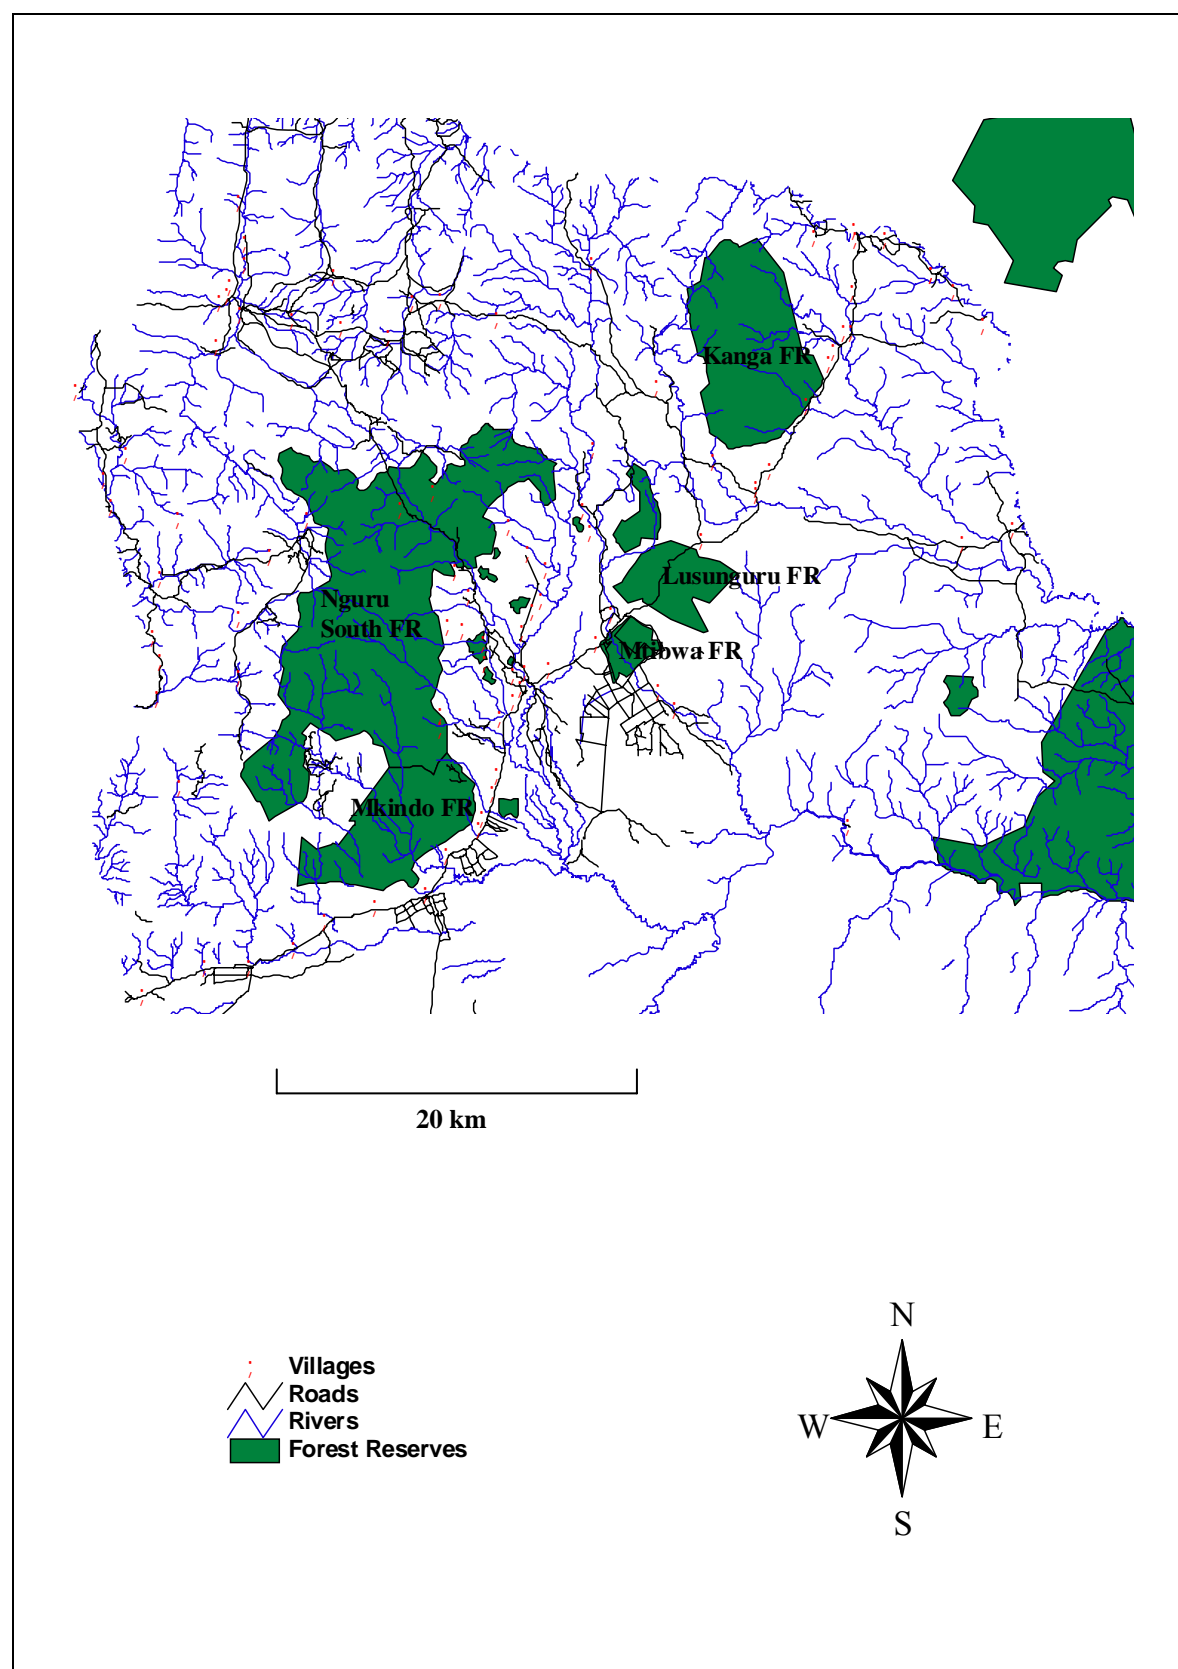 Kanga FR
Lusunguru FR
Nguru
South FR
Mtibwa FR
Mkindo FR
20 km
N
W
E
S
Villages
Roads
Rivers
Forest Reserves